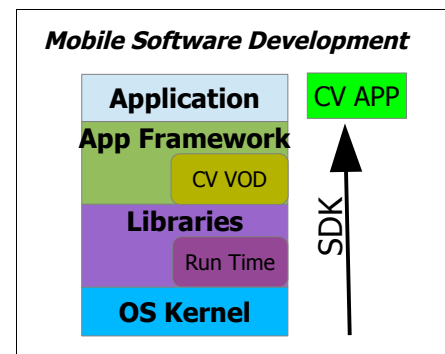 Mobile Software Development
Application
CV APP
App Framework
CV VOD
Libraries
SDK
Run Time
OS Kernel